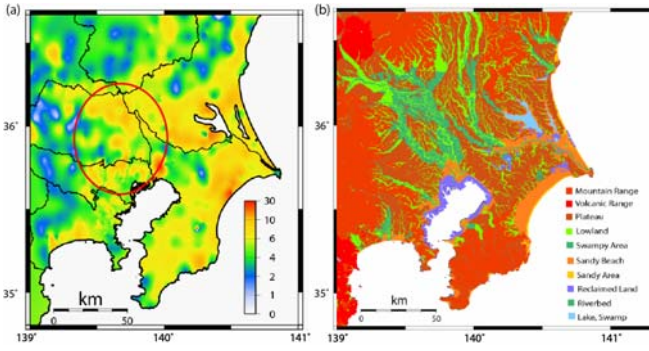 (a)
(b)
36°
35°
139°
140°
141°
km
0
50
30
10
6
4
2
1
0
36°
35°
139°
140°
141°
km
0
50
Mountain Range
Volcanic Range
Plateau
Lowland
Swampy Area
Sandy Beach
Sandy Area
Reclaimed Land
Riverbed
Lake, Swamp